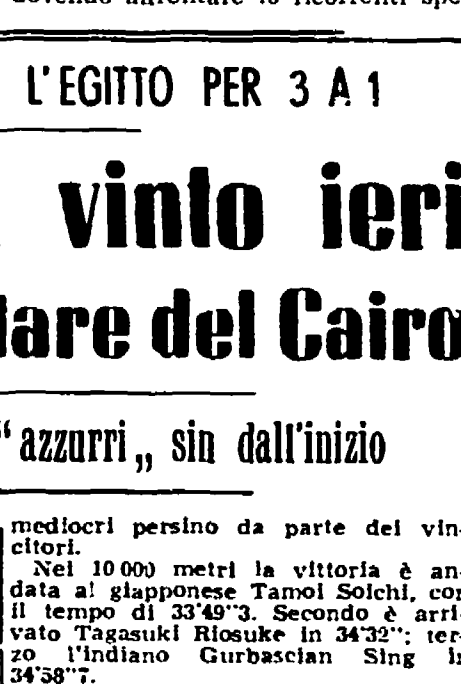 L'EGITTO PER 3 A 1
vinto ieri
lare del Cairo
“azzurri„ sin dall'inizio
mediocri persino da parte dei vin-
citori.
Nei 10 000 metri la vittoria è an-
data al giapponese Tamoi Soichi, con
il tempo di 33'49"3. Secondo è arri-
vato Tagasuki Riosuke in 34'32"; ter-
zo l'indiano Gurbascian Sing in
34'58"7.